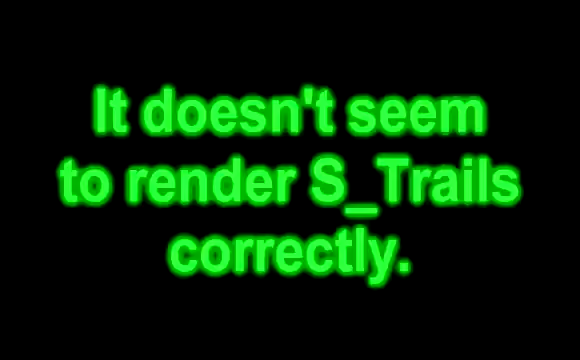 It doesn't seem
to render S_Trails
correctly.